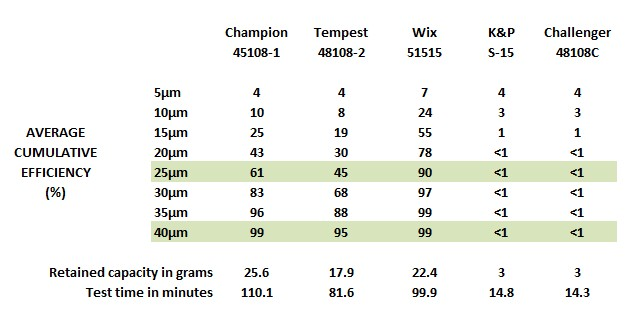 Champion Tempest Wix K&P Challenger
45108-1 48108-2 51515 S-15 48108C
5µm 4 4 7 4 4
10µm 10 8 24 3 3
AVERAGE 15µm 25 19 55 1 1
CUMULATIVE 20µm 43 30 78 <1 <1
EFFICIENCY 25µm 61 45 90 <1 <1
(%) 30µm 83 68 97 <1 <1
35µm 96 88 99 <1 <1
40µm 99 95 99 <1 <1
Retained capacity in grams 25.6 17.9 22.4 3 3
Test time in minutes 110.1 81.6 99.9 14.8 14.3